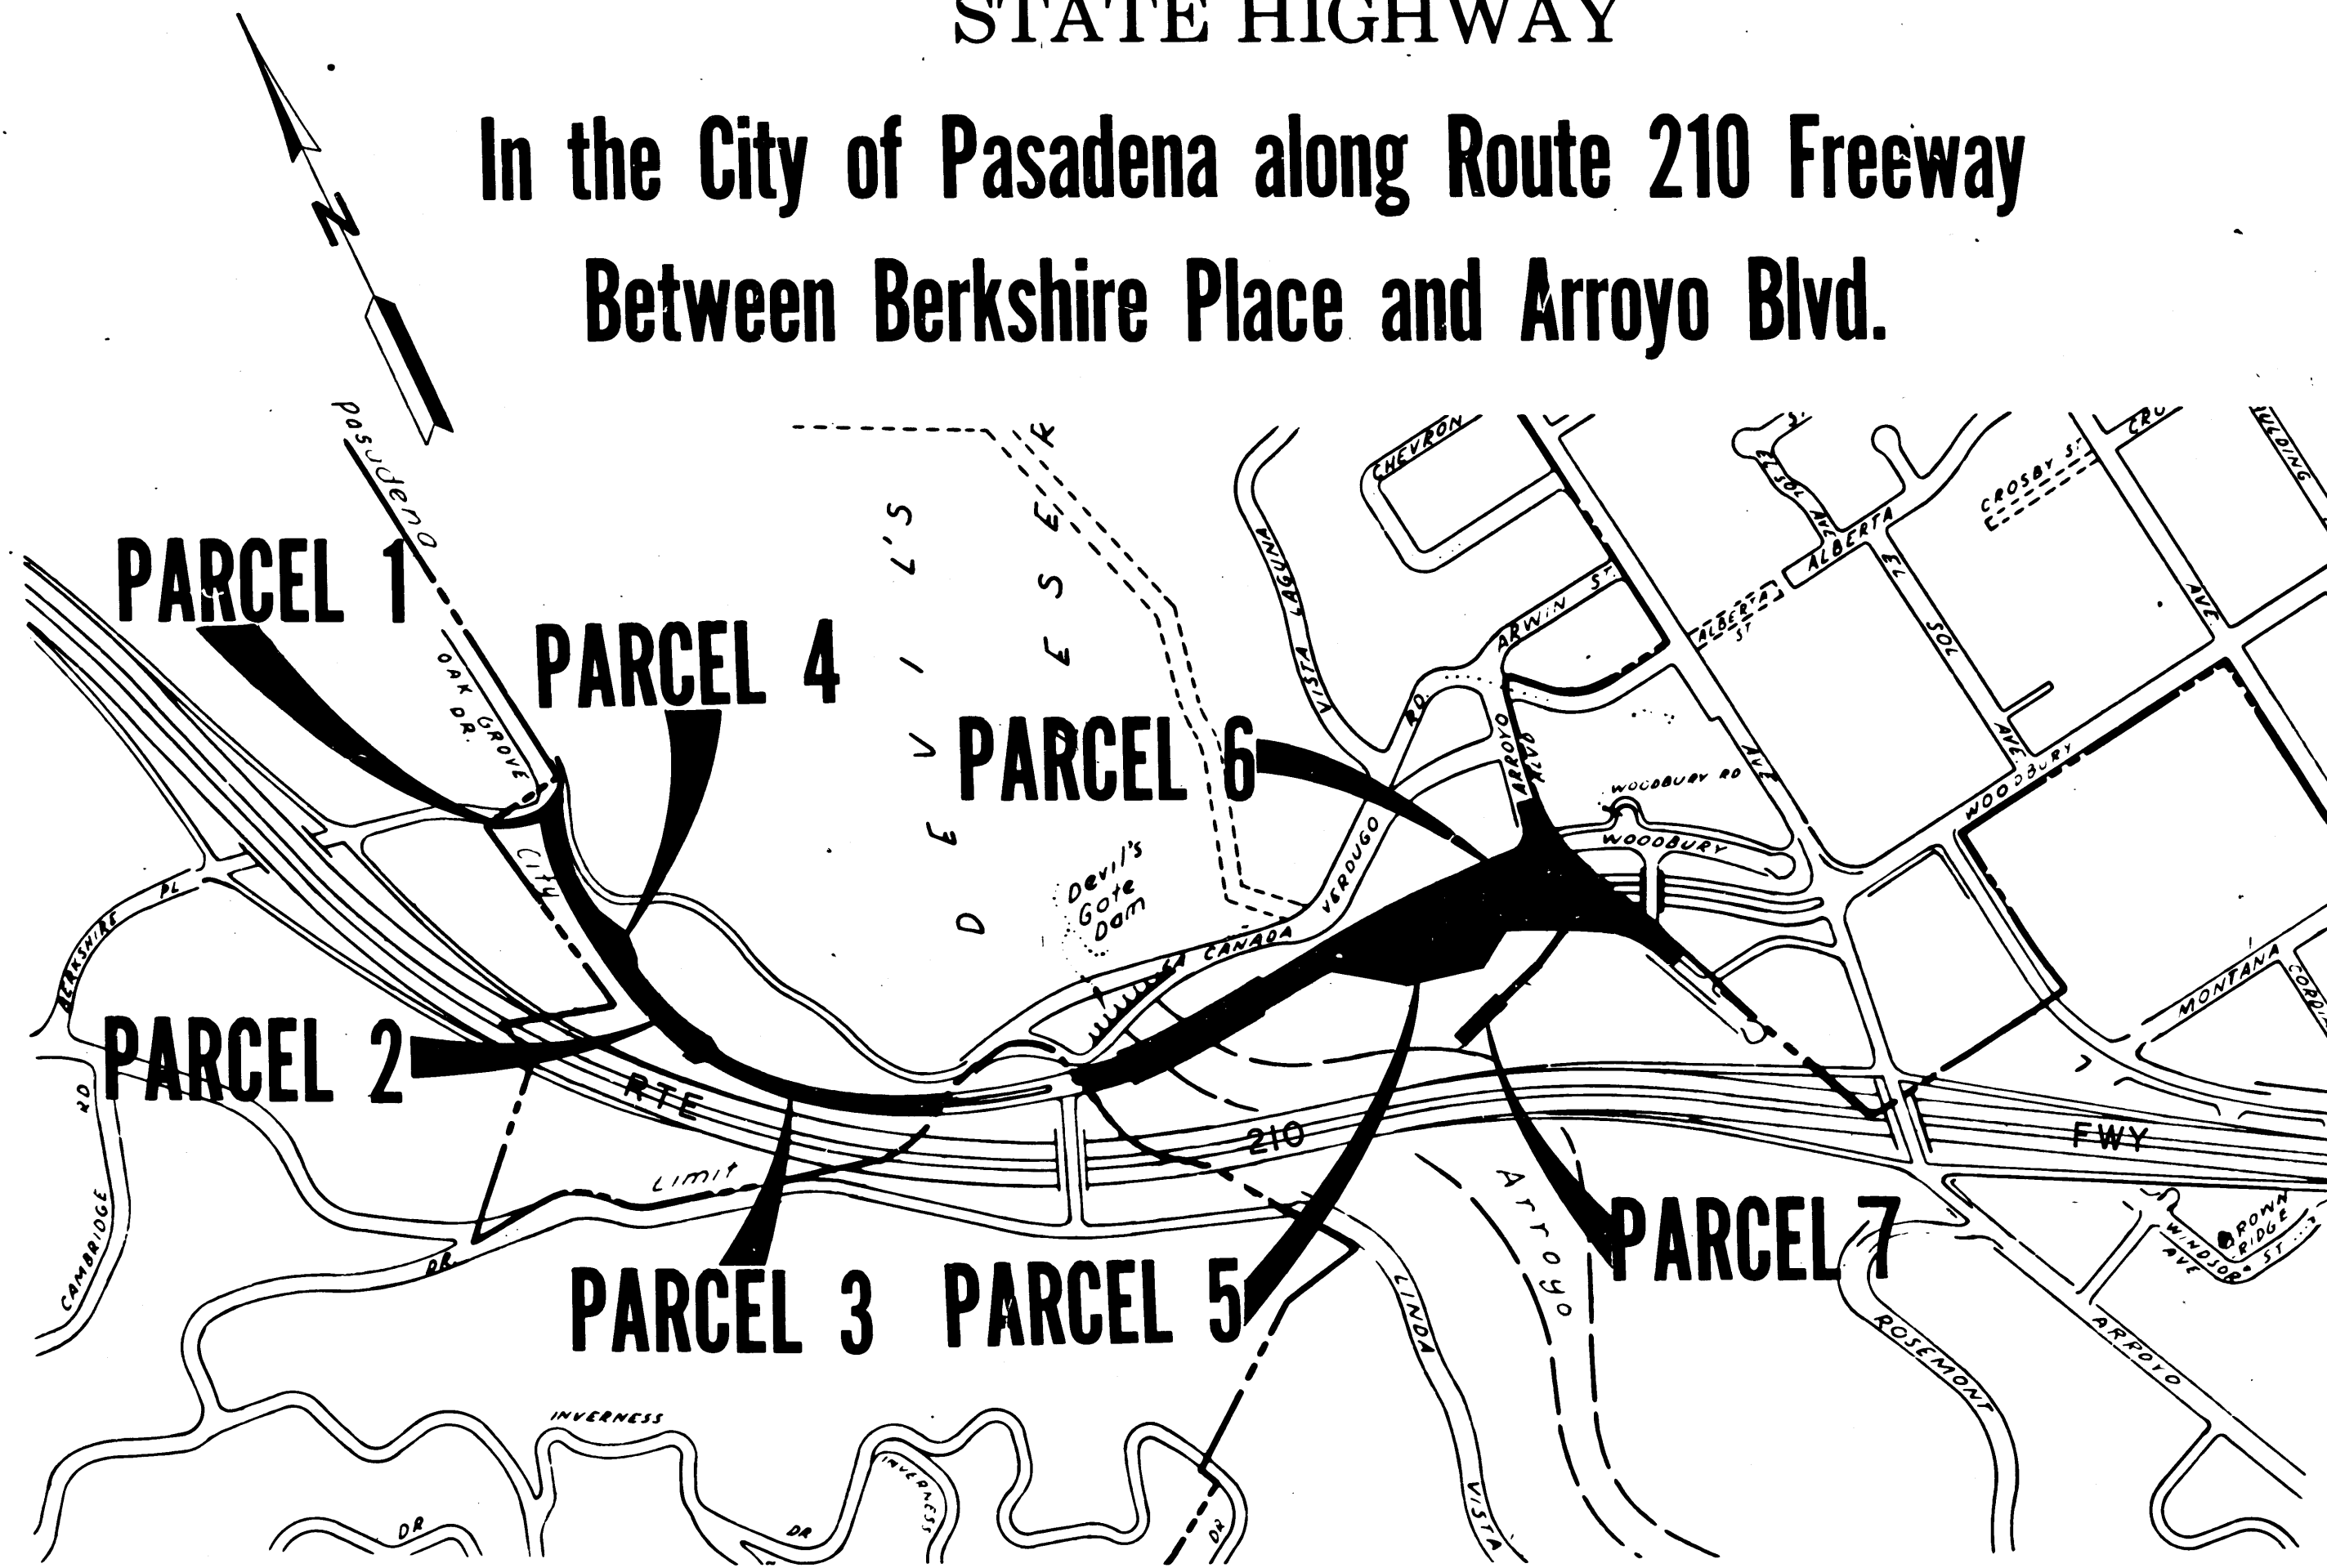 STATE HIGHWAY
In the City of Pasadena along Route 210 Freeway
Between Berkshire Place and Arroyo Blvd.
N
Pasadena
CHEVRON
CROSBY ST.
PARCEL 1
DEVIL'S
RESE
VISTA LAGUNA
ARWIN ST.
ALBERTA
ALBERTA ST
EL SOL AVE
EL SOL AVE
AVE
OAK GROVE DR.
PARCEL 4
PARCEL 6
RD
ARROYO BLVD
AVE
WOODBURY
WOODBURY RD
WOODBURY
VERDUGO
Devil's
Gate
Dam
City
BERKSHIRE PL
LA CANADA
MONTANA
PARCEL 2
RD
RTE
210
FWY
LIMIT
Arroyo
PARCEL 7
CAMBRIDGE
DR.
PARCEL 3
PARCEL 5
LINDA
VISTA
ROSEMONT
ARROYO
WINDSOR
AVE
ST
INVERNESS
INVERNESS
DR
DR
DR